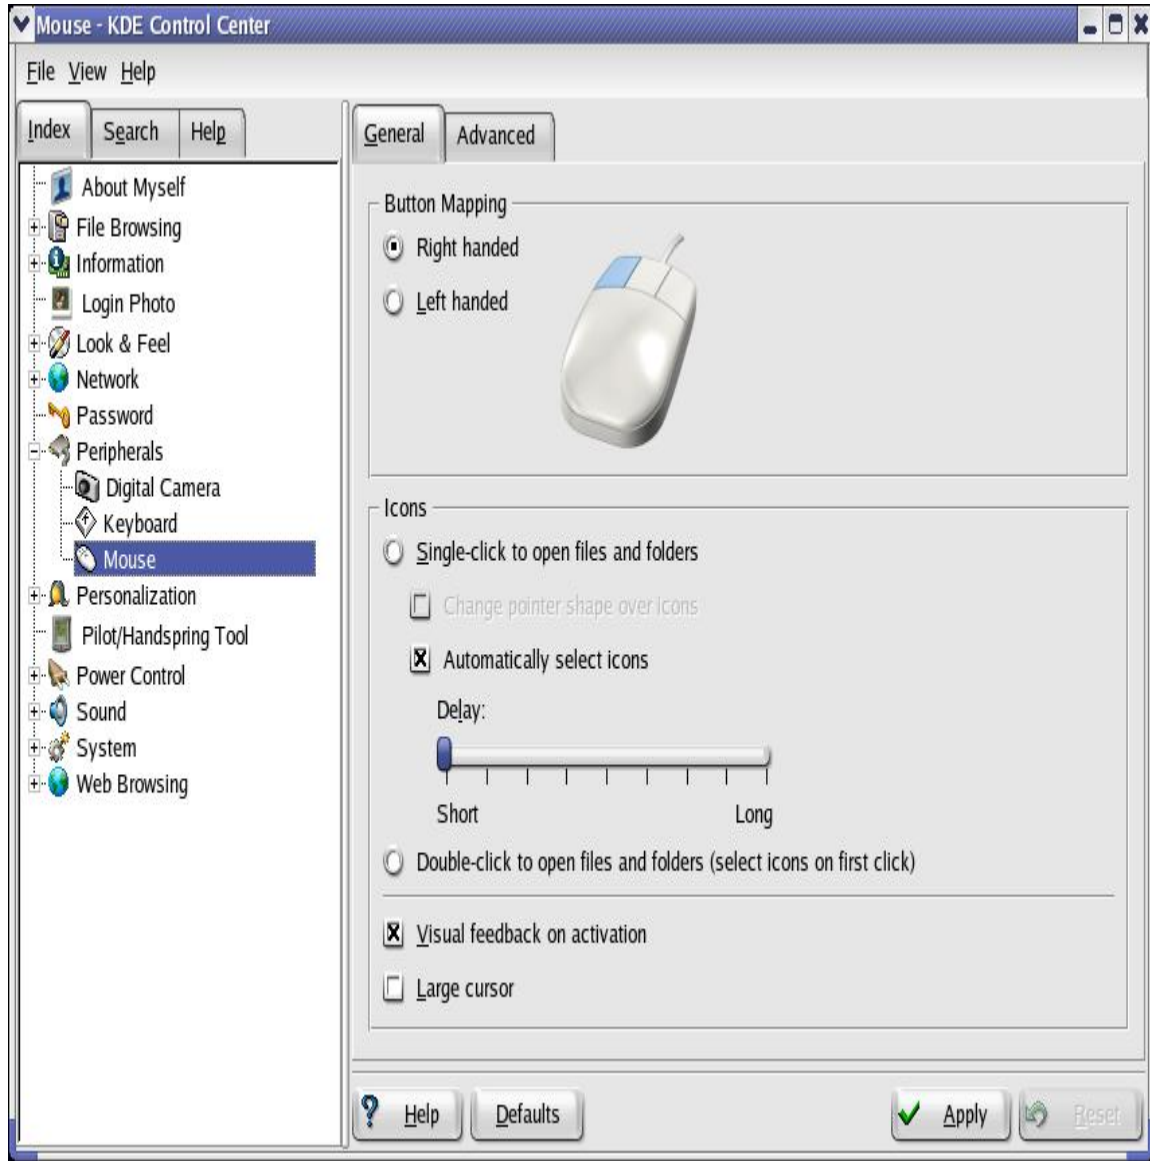 Mouse - KDE Control Center
File View Help
Index Search Help
About Myself
File Browsing
Information
Login Photo
Look & Feel
Network
Password
Peripherals
Digital Camera
Keyboard
Mouse
Personalization
Pilot/Handspring Tool
Power Control
Sound
System
Web Browsing
General Advanced
Button Mapping
Right handed
Left handed
Icons
Single-click to open files and folders
Change pointer shape over icons
Automatically select icons
Delay:
Short Long
Double-click to open files and folders (select icons on first click)
Visual feedback on activation
Large cursor
Help Defaults Apply Reset